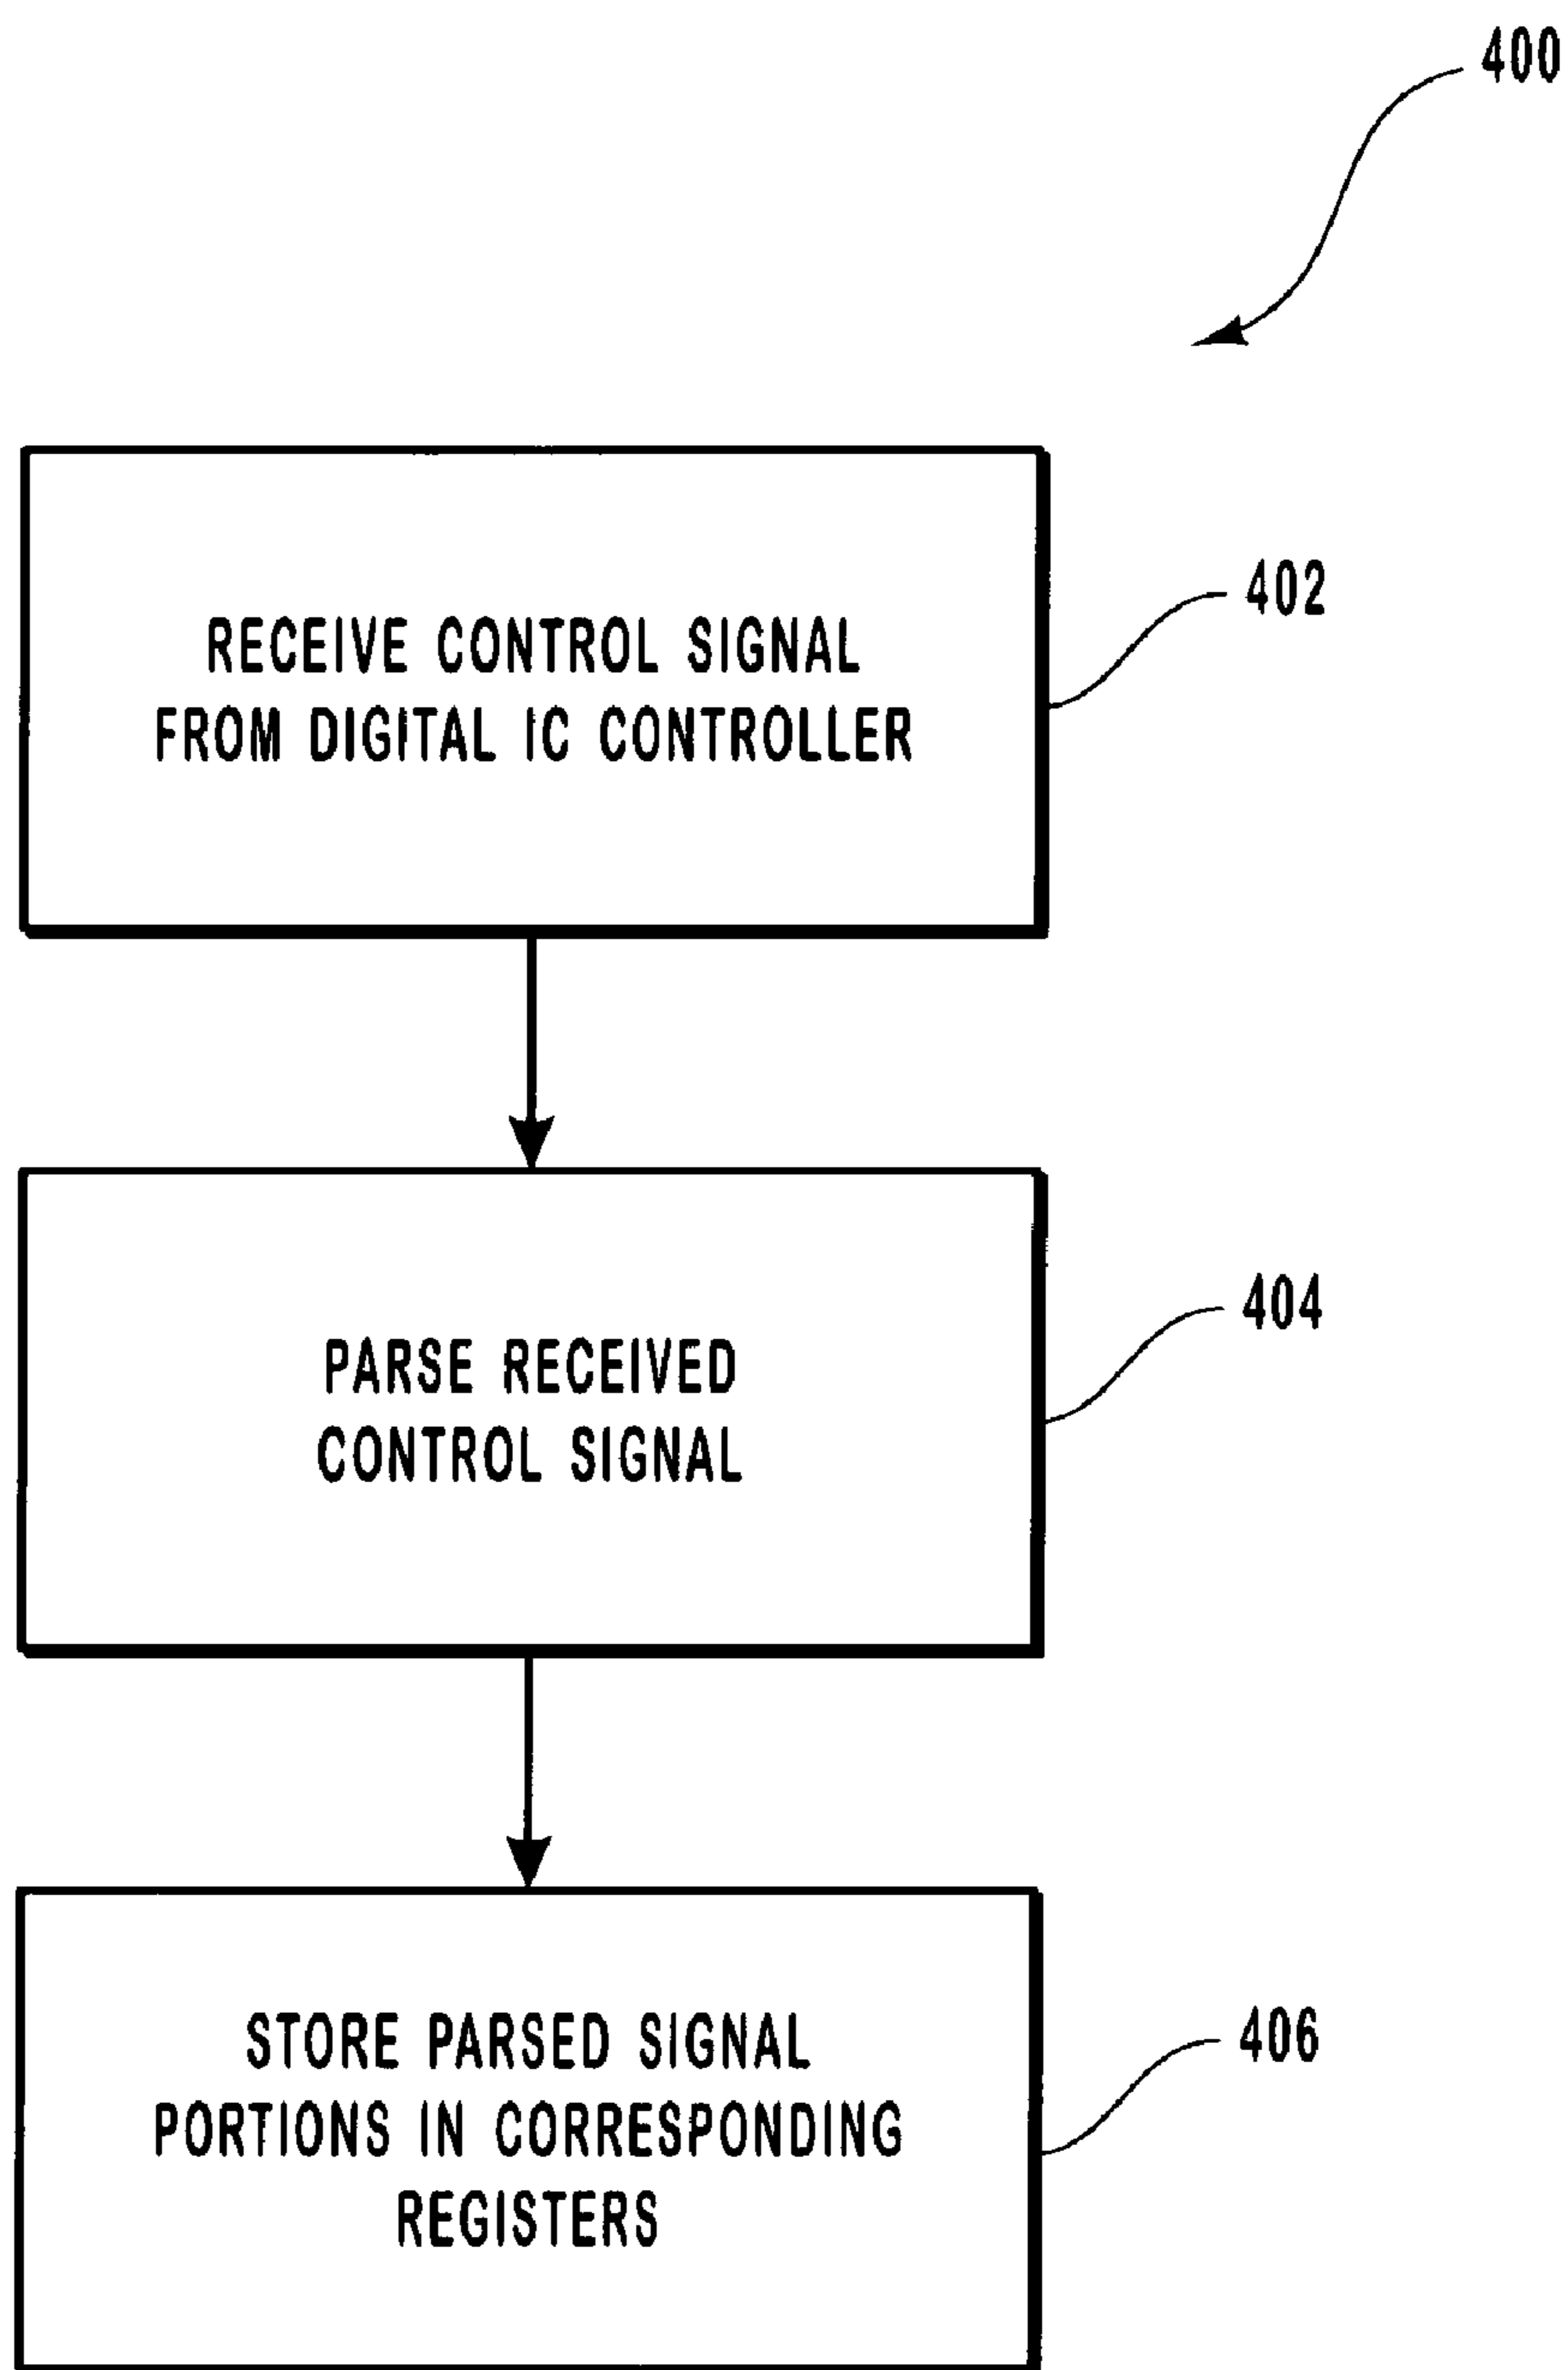 400
RECEIVE CONTROL SIGNAL
FROM DIGITAL IC CONTROLLER
402
PARSE RECEIVED
CONTROL SIGNAL
404
STORE PARSED SIGNAL
PORTIONS IN CORRESPONDING
REGISTERS
406